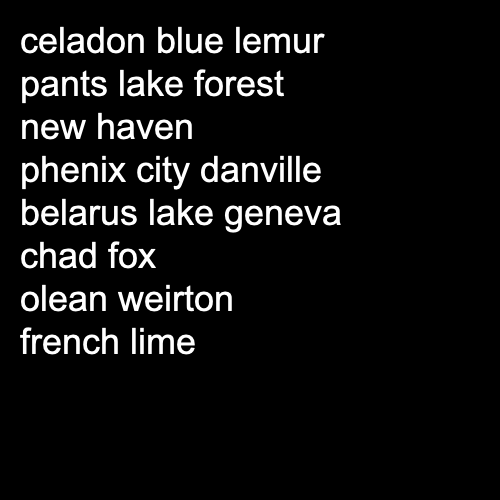 celadon blue lemur
pants lake forest
new haven
phenix city danville
belarus lake geneva
chad fox
olean weirton
french lime